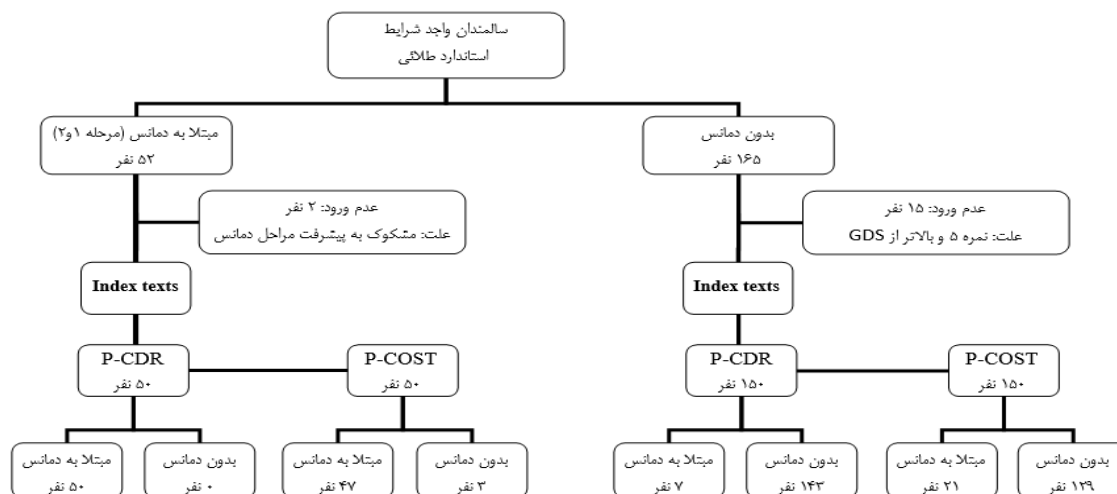 سالمندان واجد شرایط
استاندارد طلائی
بدون دمانس
۱۶۵ نفر
مبتلا به دمانس (مرحله ۱و۲)
۵۲ نفر
عدم ورود: ۱۵ نفر
علت: نمره ۵ و بالاتر از GDS
عدم ورود: ۲ نفر
علت: مشکوک به پیشرفت مراحل دمانس
Index texts
Index texts
P-COST
۱۵۰ نفر
P-CDR
۱۵۰ نفر
P-COST
۵۰ نفر
P-CDR
۵۰ نفر
بدون دمانس
۱۲۹ نفر
مبتلا به دمانس
۲۱ نفر
بدون دمانس
۱۴۳ نفر
مبتلا به دمانس
۷ نفر
بدون دمانس
۳ نفر
مبتلا به دمانس
۴۷ نفر
بدون دمانس
۰ نفر
مبتلا به دمانس
۵۰ نفر